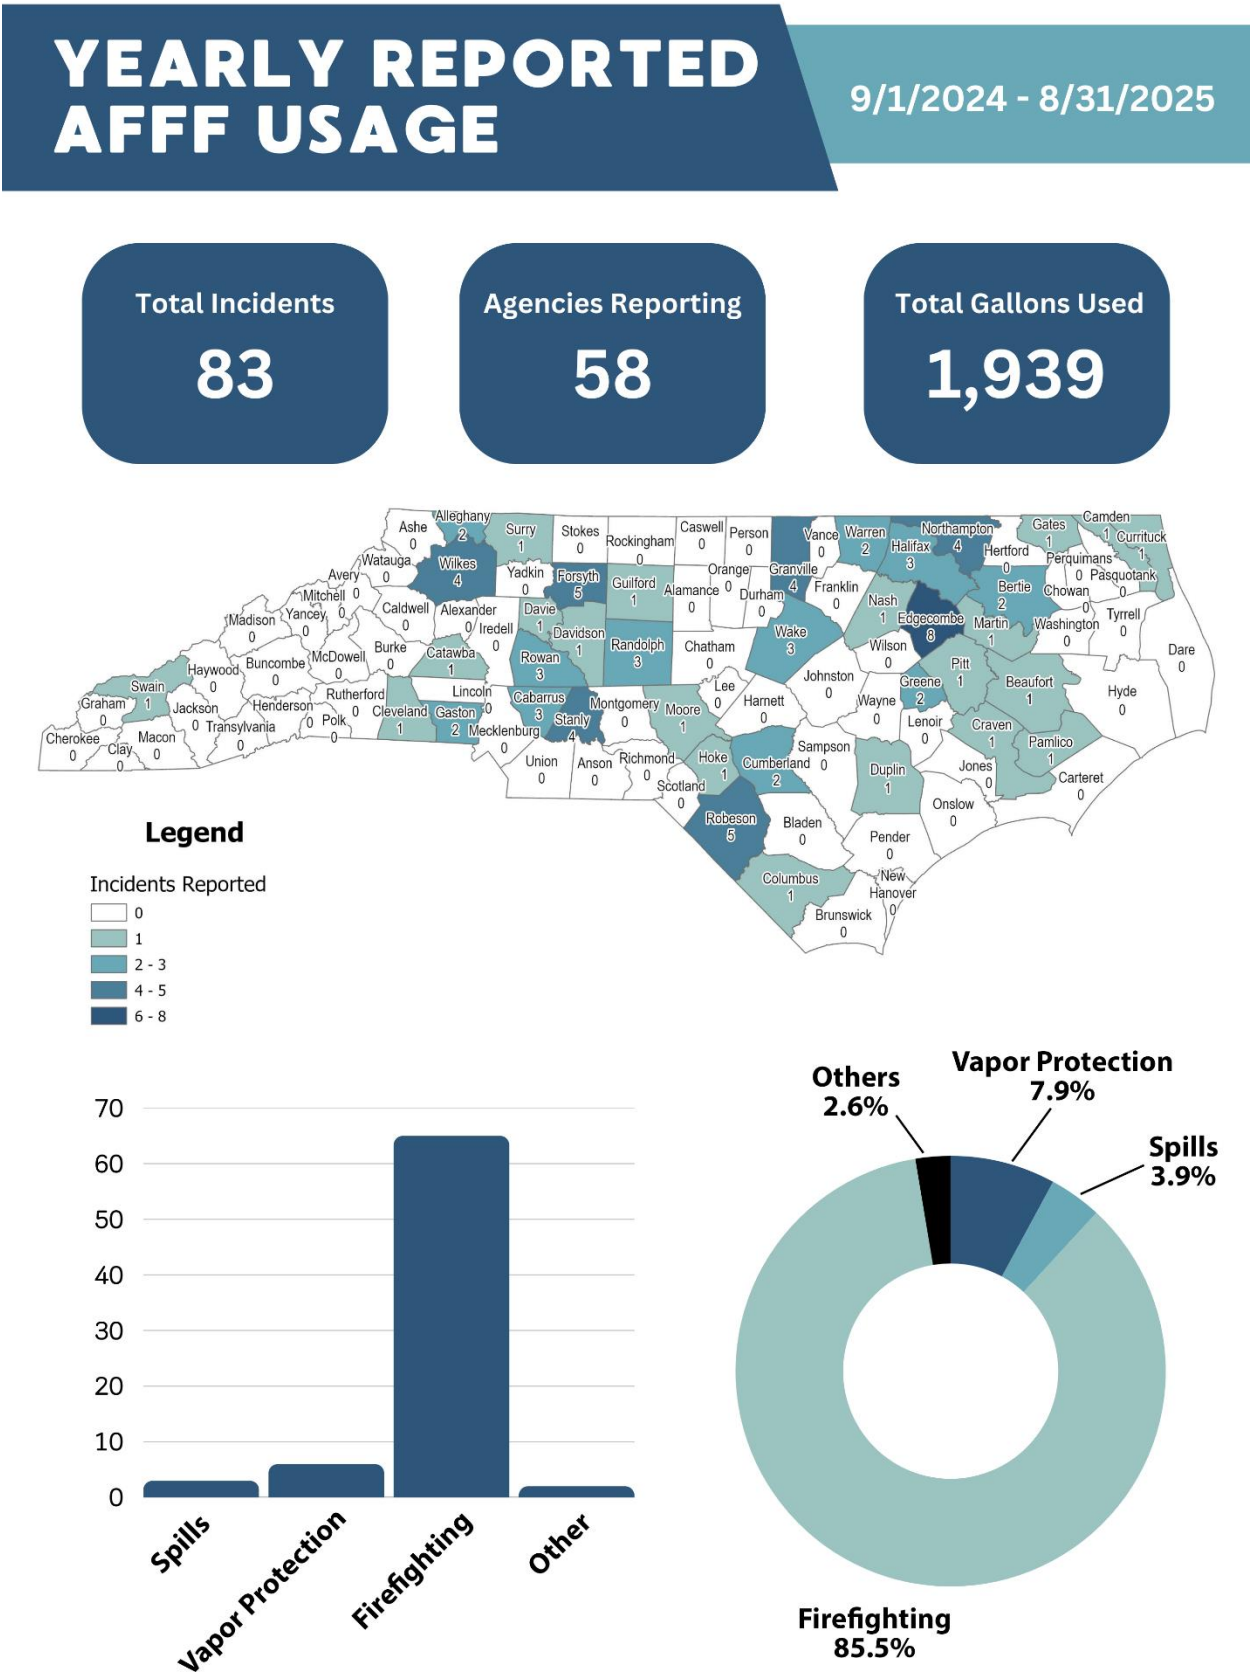 YEARLY REPORTED
AFFF USAGE
9/1/2024 - 8/31/2025
Total Incidents
83
Agencies Reporting
58
Total Gallons Used
1,939
Ashe
0
Alleghany
2
Surry
1
Stokes
0
Rockingham
0
Caswell
0
Person
0
Granville
4
Vance
0
Warren
2
Halifax
3
Northampton
4
Hertford
0
Gates
1
Camden
1
Currituck
1
Perquimans
0
Pasquotank
0
Chowan
0
Bertie
2
Watauga
0
Wilkes
4
Yadkin
0
Forsyth
5
Guilford
1
Alamance
0
Orange
0
Durham
0
Franklin
0
Nash
1
Edgecombe
8
Martin
1
Washington
0
Tyrrell
0
Dare
0
Avery
0
Mitchell
0
Yancey
0
Madison
0
Caldwell
0
Alexander
0
Iredell
0
Davie
1
Davidson
1
Randolph
3
Chatham
0
Wake
3
Wilson
0
Johnston
0
Pitt
1
Greene
2
Beaufort
1
Hyde
0
Haywood
0
Buncombe
0
McDowell
0
Burke
0
Catawba
1
Rowan
3
Swain
1
Graham
0
Jackson
0
Henderson
0
Rutherford
0
Polk
0
Cleveland
1
Lincoln
0
Gaston
2
Mecklenburg
0
Cabarrus
3
Stanly
4
Montgomery
0
Moore
1
Lee
0
Harnett
0
Wayne
0
Lenoir
0
Craven
1
Pamlico
1
Cherokee
0
Clay
0
Macon
0
Transylvania
0
Union
0
Anson
0
Richmond
0
Scotland
0
Hoke
1
Cumberland
2
Sampson
0
Duplin
1
Jones
0
Carteret
0
Onslow
0
Robeson
5
Bladen
0
Pender
0
Columbus
1
New
Hanover
0
Brunswick
0
Legend
Incidents Reported
0
1
2 - 3
4 - 5
6 - 8
70
60
50
40
30
20
10
0
Spills
Vapor Protection
Firefighting
Other
Others
2.6%
Vapor Protection
7.9%
Spills
3.9%
Firefighting
85.5%